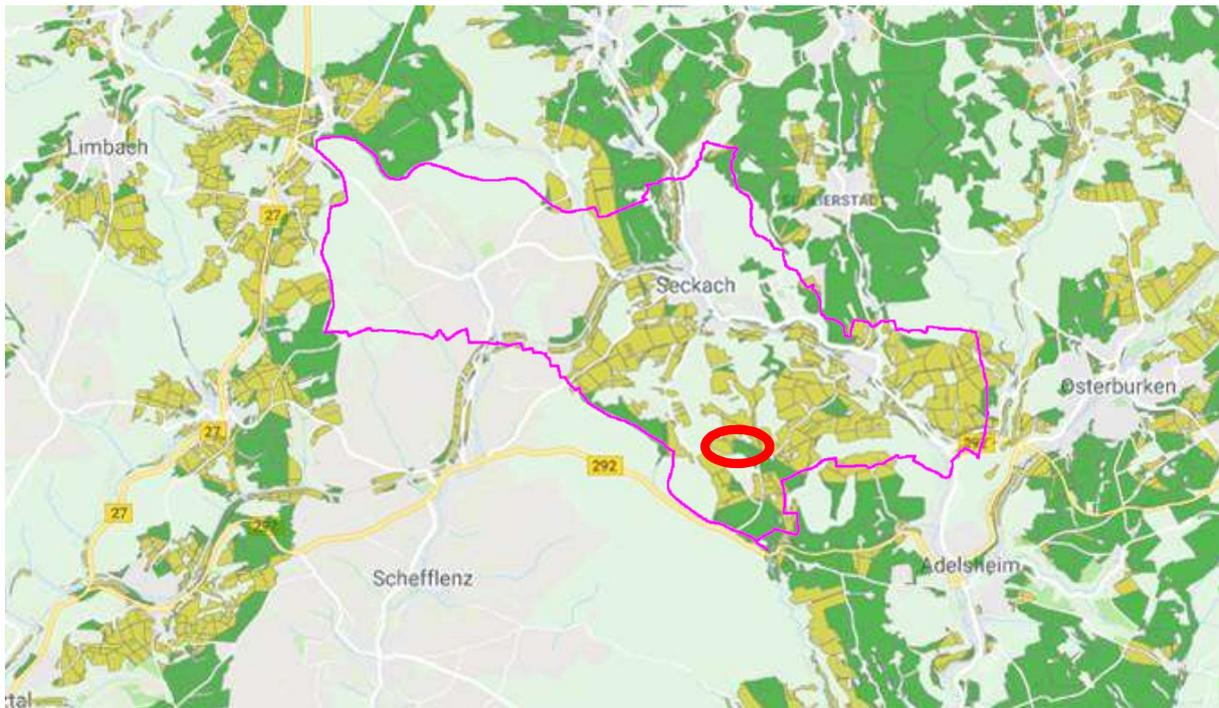 Limbach
27
Seckach
Osterburken
27
292
27
Schefflenz
Adelsheim